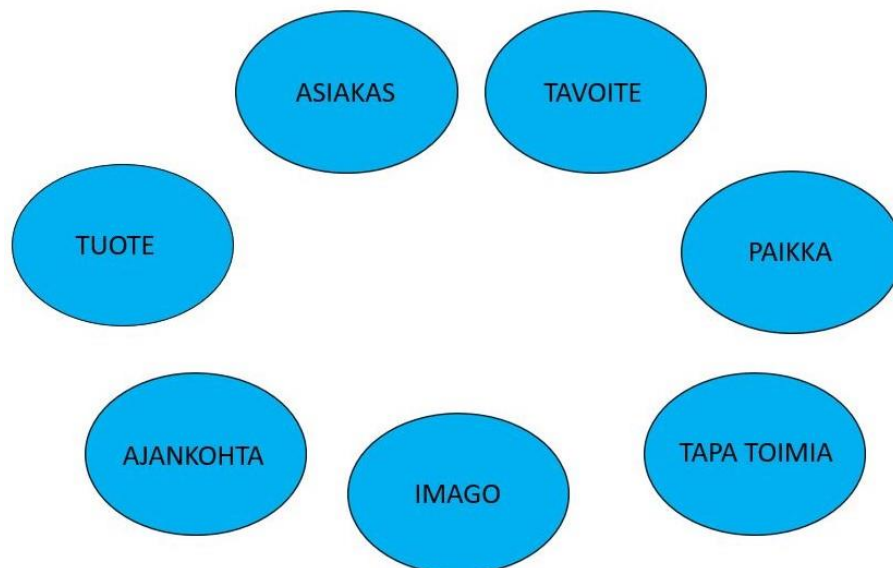 ASIAKAS
TAVOITE
TUOTE
PAIKKA
AJANKOHTA
IMAGO
TAPA TOIMIA